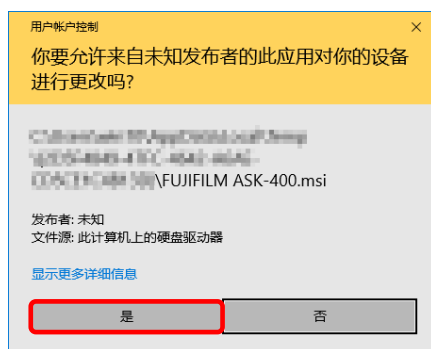 用户帐户控制
你要允许来自未知发布者的此应用对你的设备
进行更改吗?
\FUJIFILM ASK-400.msi
发布者: 未知
文件源: 此计算机上的硬盘驱动器
显示更多详细信息
是
否